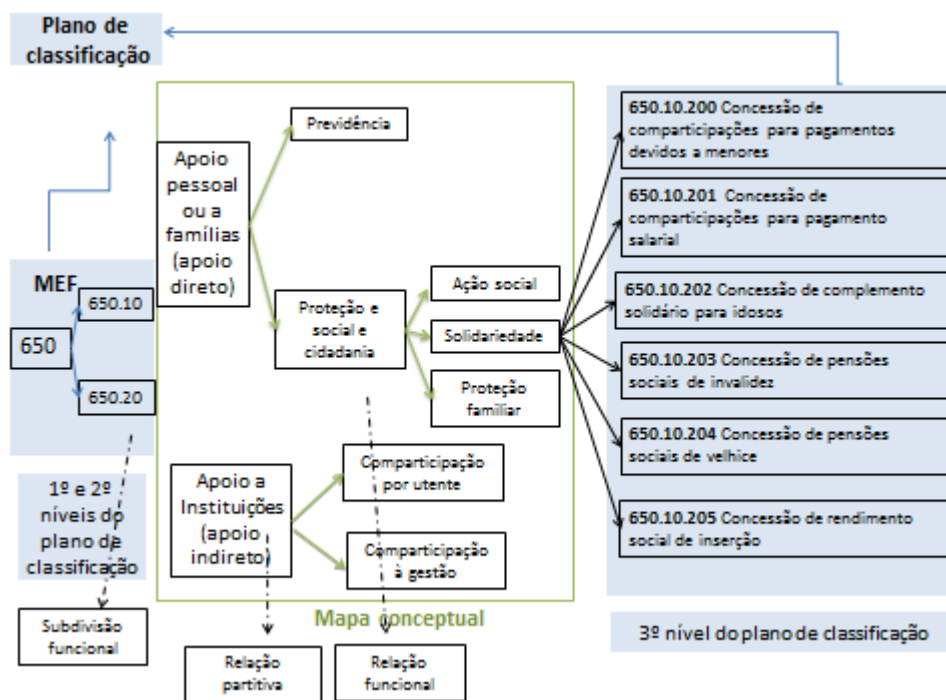 Plano de
classificação
MEF
650.10
650
650.20
1º e 2º
níveis do
plano de
classificação
Subdivisão
funcional
Apoio
pessoal
ou a
famílias
(apoio
direto)
Previdência
Proteção e
social e
cidadania
Ação social
Solidariedade
Proteção
familiar
Apoio a
Instituições
(apoio
indireto)
Comparticipação
por utente
Comparticipação
à gestão
Mapa conceptual
Relação
partitiva
Relação
funcional
650.10.200 Concessão de
comparticipações para pagamentos
devidos a menores
650.10.201 Concessão de
comparticipações para pagamento
salarial
650.10.202 Concessão de complemento
solidário para idosos
650.10.203 Concessão de pensões
sociais de invalidez
650.10.204 Concessão de pensões
sociais de velhice
650.10.205 Concessão de rendimento
social de inserção
3º nível do plano de classificação